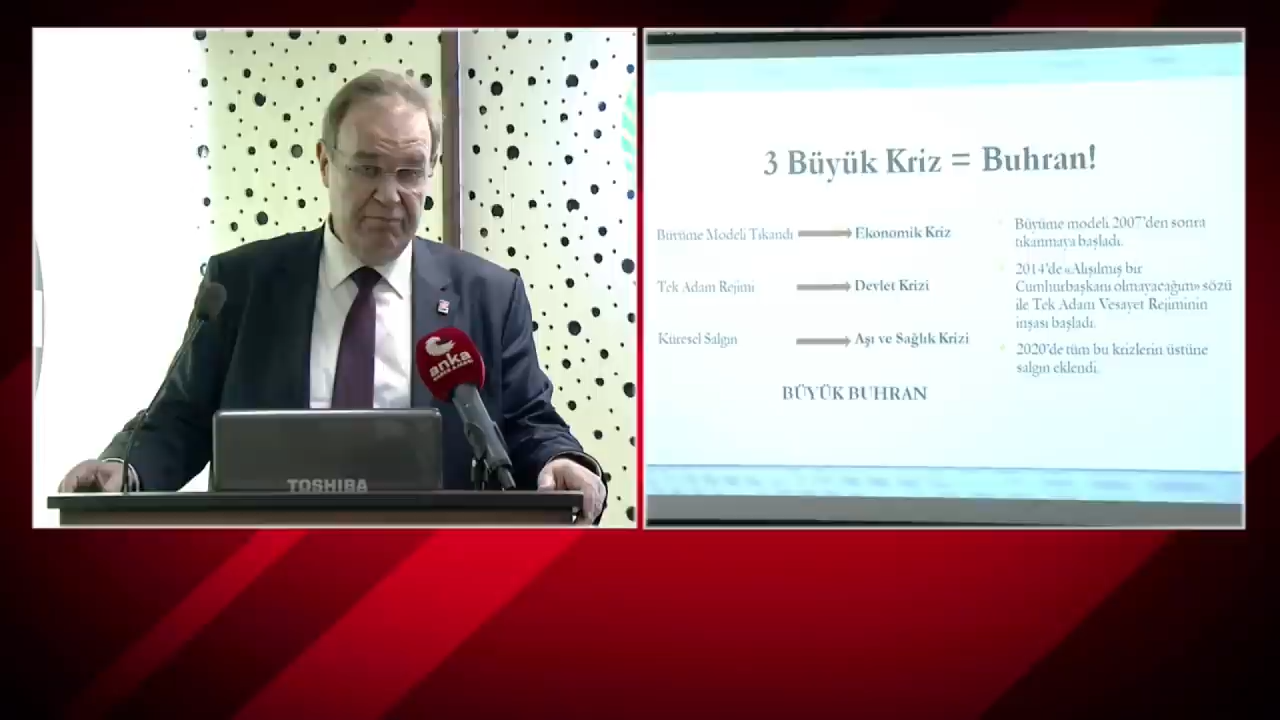 anka
TOSHIBA
3 Büyük Kriz = Buhran!
Büyüme Modeli Tıkandı
Ekonomik Kriz
Tek Adam Rejimi
Devlet Krizi
Küresel Salgın
Aşı ve Sağlık Krizi
BÜYÜK BUHRAN
Büyüme modeli 2007'den sonra
tıkanmaya başladı.
2014'de «Alışılmış bir
Cumhurbaşkanı olmayacağım» sözü
ile Tek Adam Vesayet Rejiminin
inşası başladı.
2020'de tüm bu krizlerin üstüne
salgın eklendi.